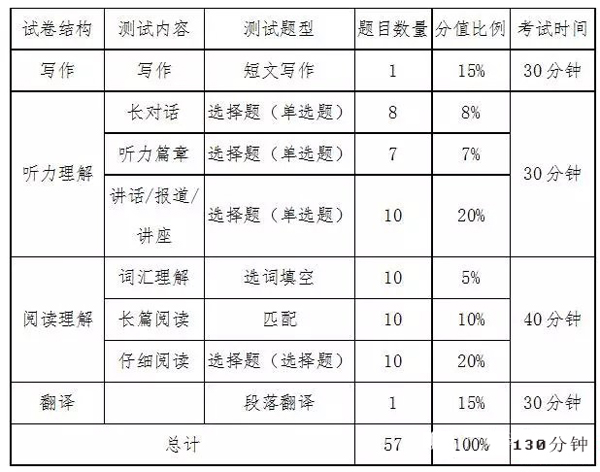 试卷结构 测试内容 测试题型 题目数量 分值比例 考试时间
写作 写作 短文写作 1 15% 30分钟
听力理解 长对话 选择题（单选题） 8 8% 30分钟
听力篇章 选择题（单选题） 7 7%
讲话/报道/
讲座 选择题（单选题） 10 20%
阅读理解 词汇理解 选词填空 10 5% 40分钟
长篇阅读 匹配 10 10%
仔细阅读 选择题（选择题） 10 20%
翻译 段落翻译 1 15% 30分钟
总计 57 100% 130分钟